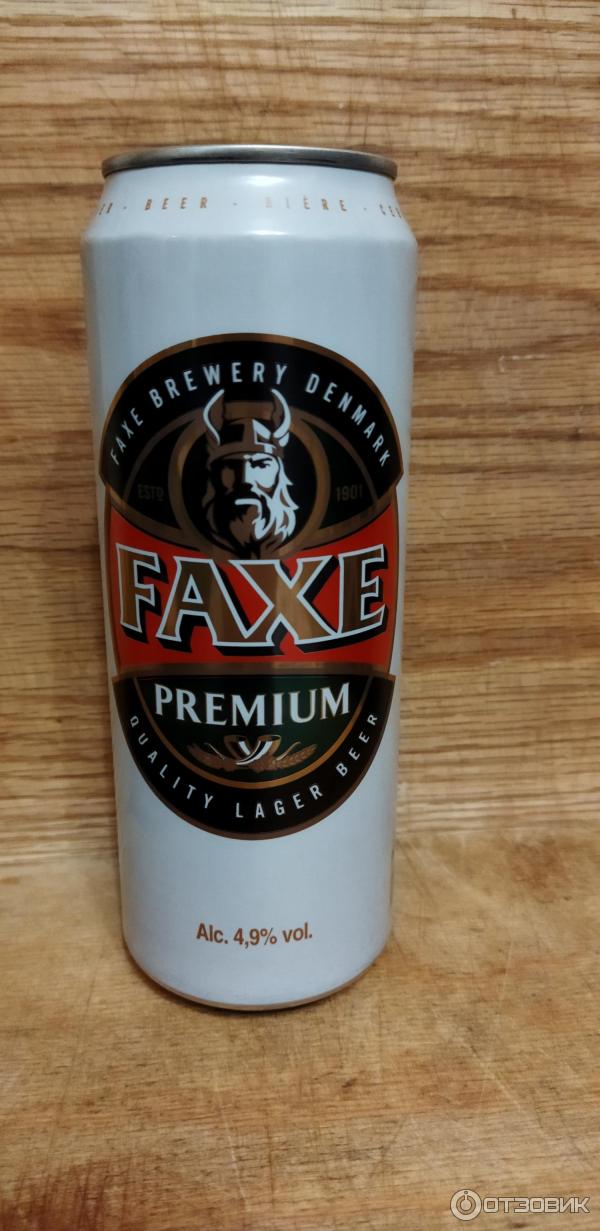 BEER - BIÈRE
FAXE BREWERY DENMARK
ESTD 1901
FAXE
PREMIUM
QUALITY LAGER BEER
Alc. 4,9% vol.
ОТЗОВИК